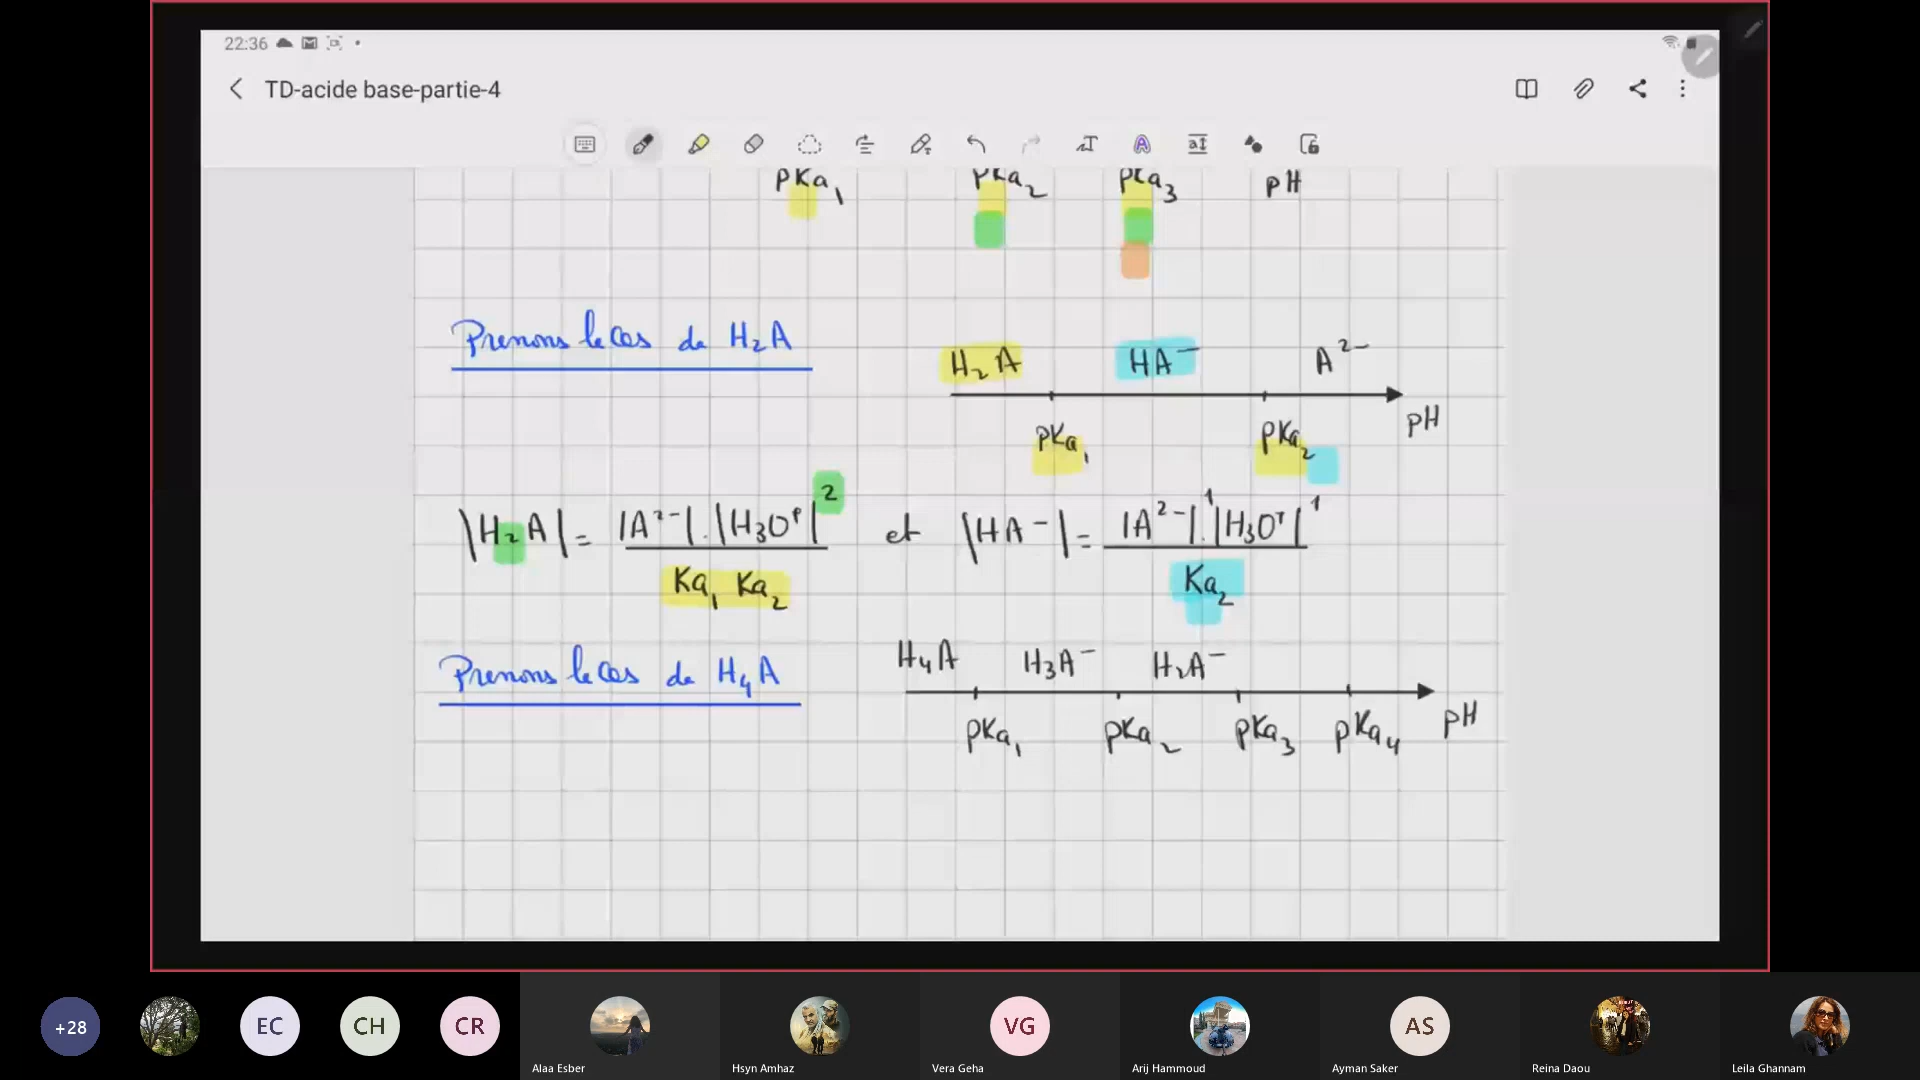 22:36
TD-acide base-partie-4
pKa₁ pKa₂ pKa₃ pH
Prenons le cas de H₂A
H₂A HA⁻ A²⁻
pKa₁ pKa₂ pH
|H₂A| = |A²⁻|.|H₃O⁺|² / Ka₁ Ka₂ et |HA⁻| = |A²⁻|¹.|H₃O⁺|¹ / Ka₂
Prenons le cas de H₄A
H₄A H₃A⁻ H₂A⁻
pKa₁ pKa₂ pKa₃ pKa₄ pH
+28 EC CH CR VG AS
Alaa Esber Hsyn Amhaz Vera Geha Arij Hammoud Ayman Saker Reina Daou Leila Ghannam